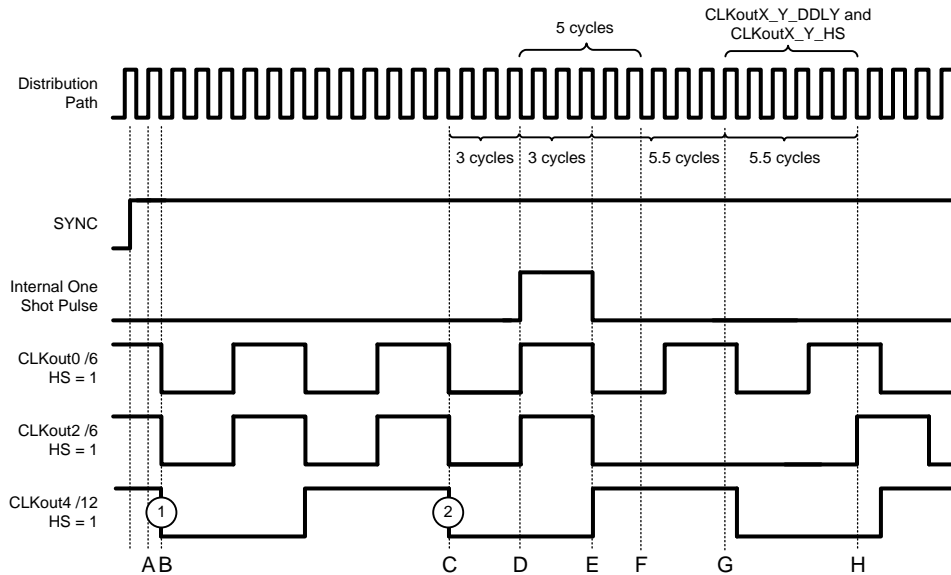 CLKoutX_Y_DDLY and
CLKoutX_Y_HS
5 cycles
Distribution
Path
3 cycles
3 cycles
5.5 cycles
5.5 cycles
SYNC
Internal One
Shot Pulse
CLKout0 /6
HS = 1
CLKout2 /6
HS = 1
CLKout4 /12
HS = 1
1
2
A B C D E F G H